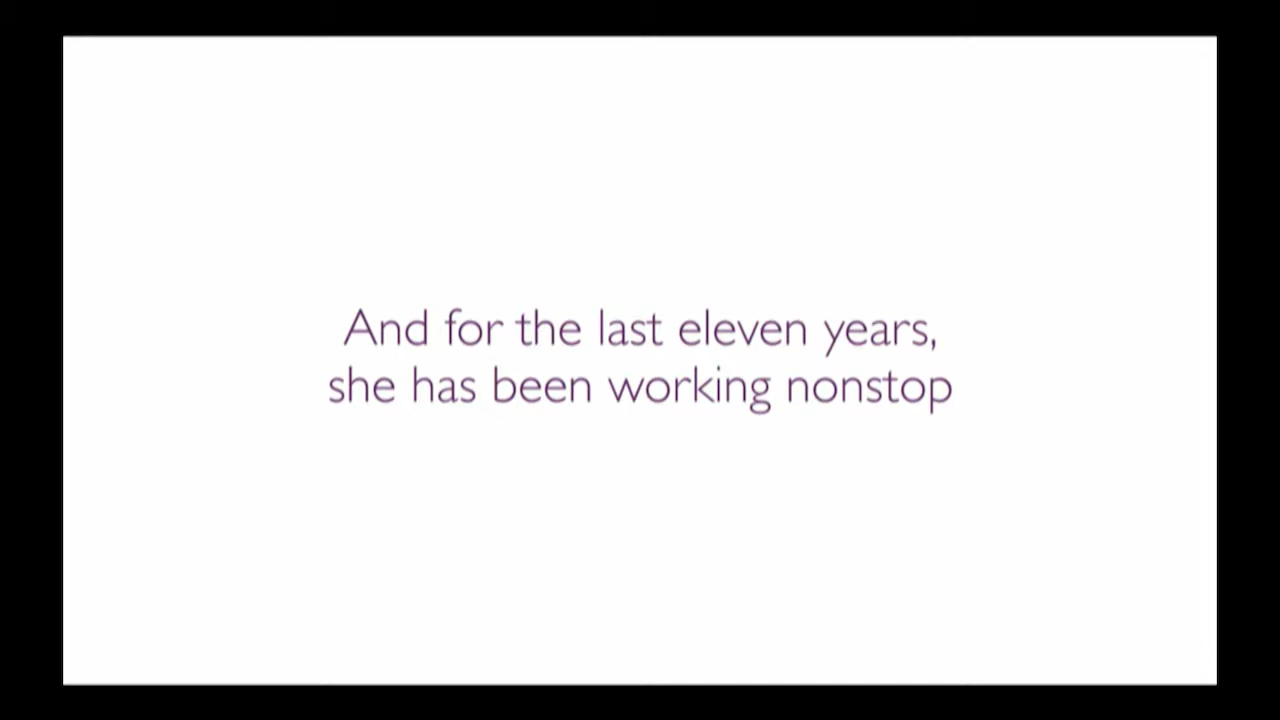 And for the last eleven years,
she has been working nonstop